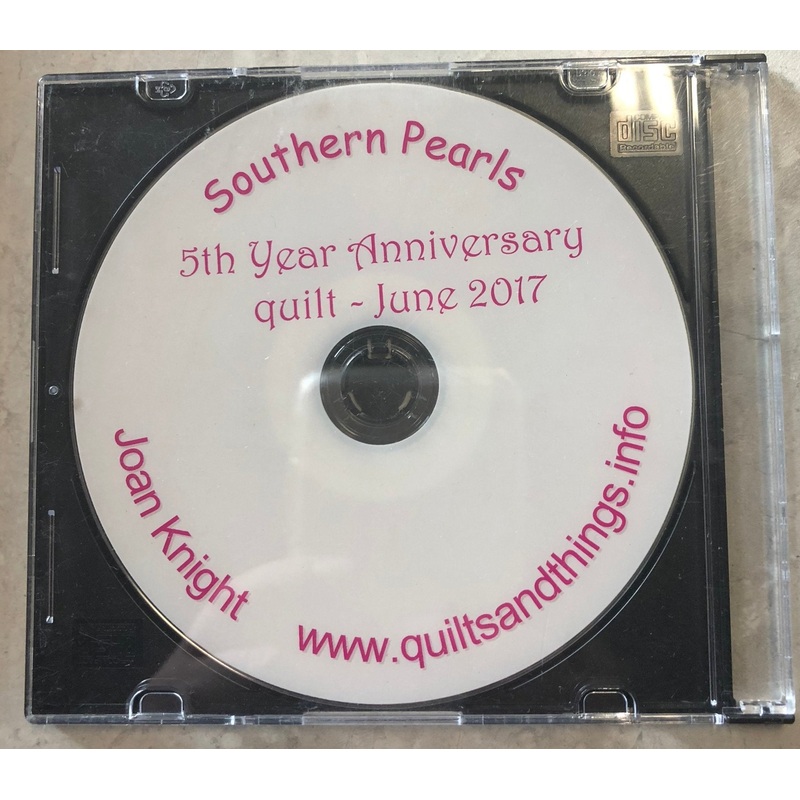 Southern Pearls
5th Year Anniversary
quilt ~ June 2017
Joan Knight
www.quiltsandthings.info
disc
Recordable